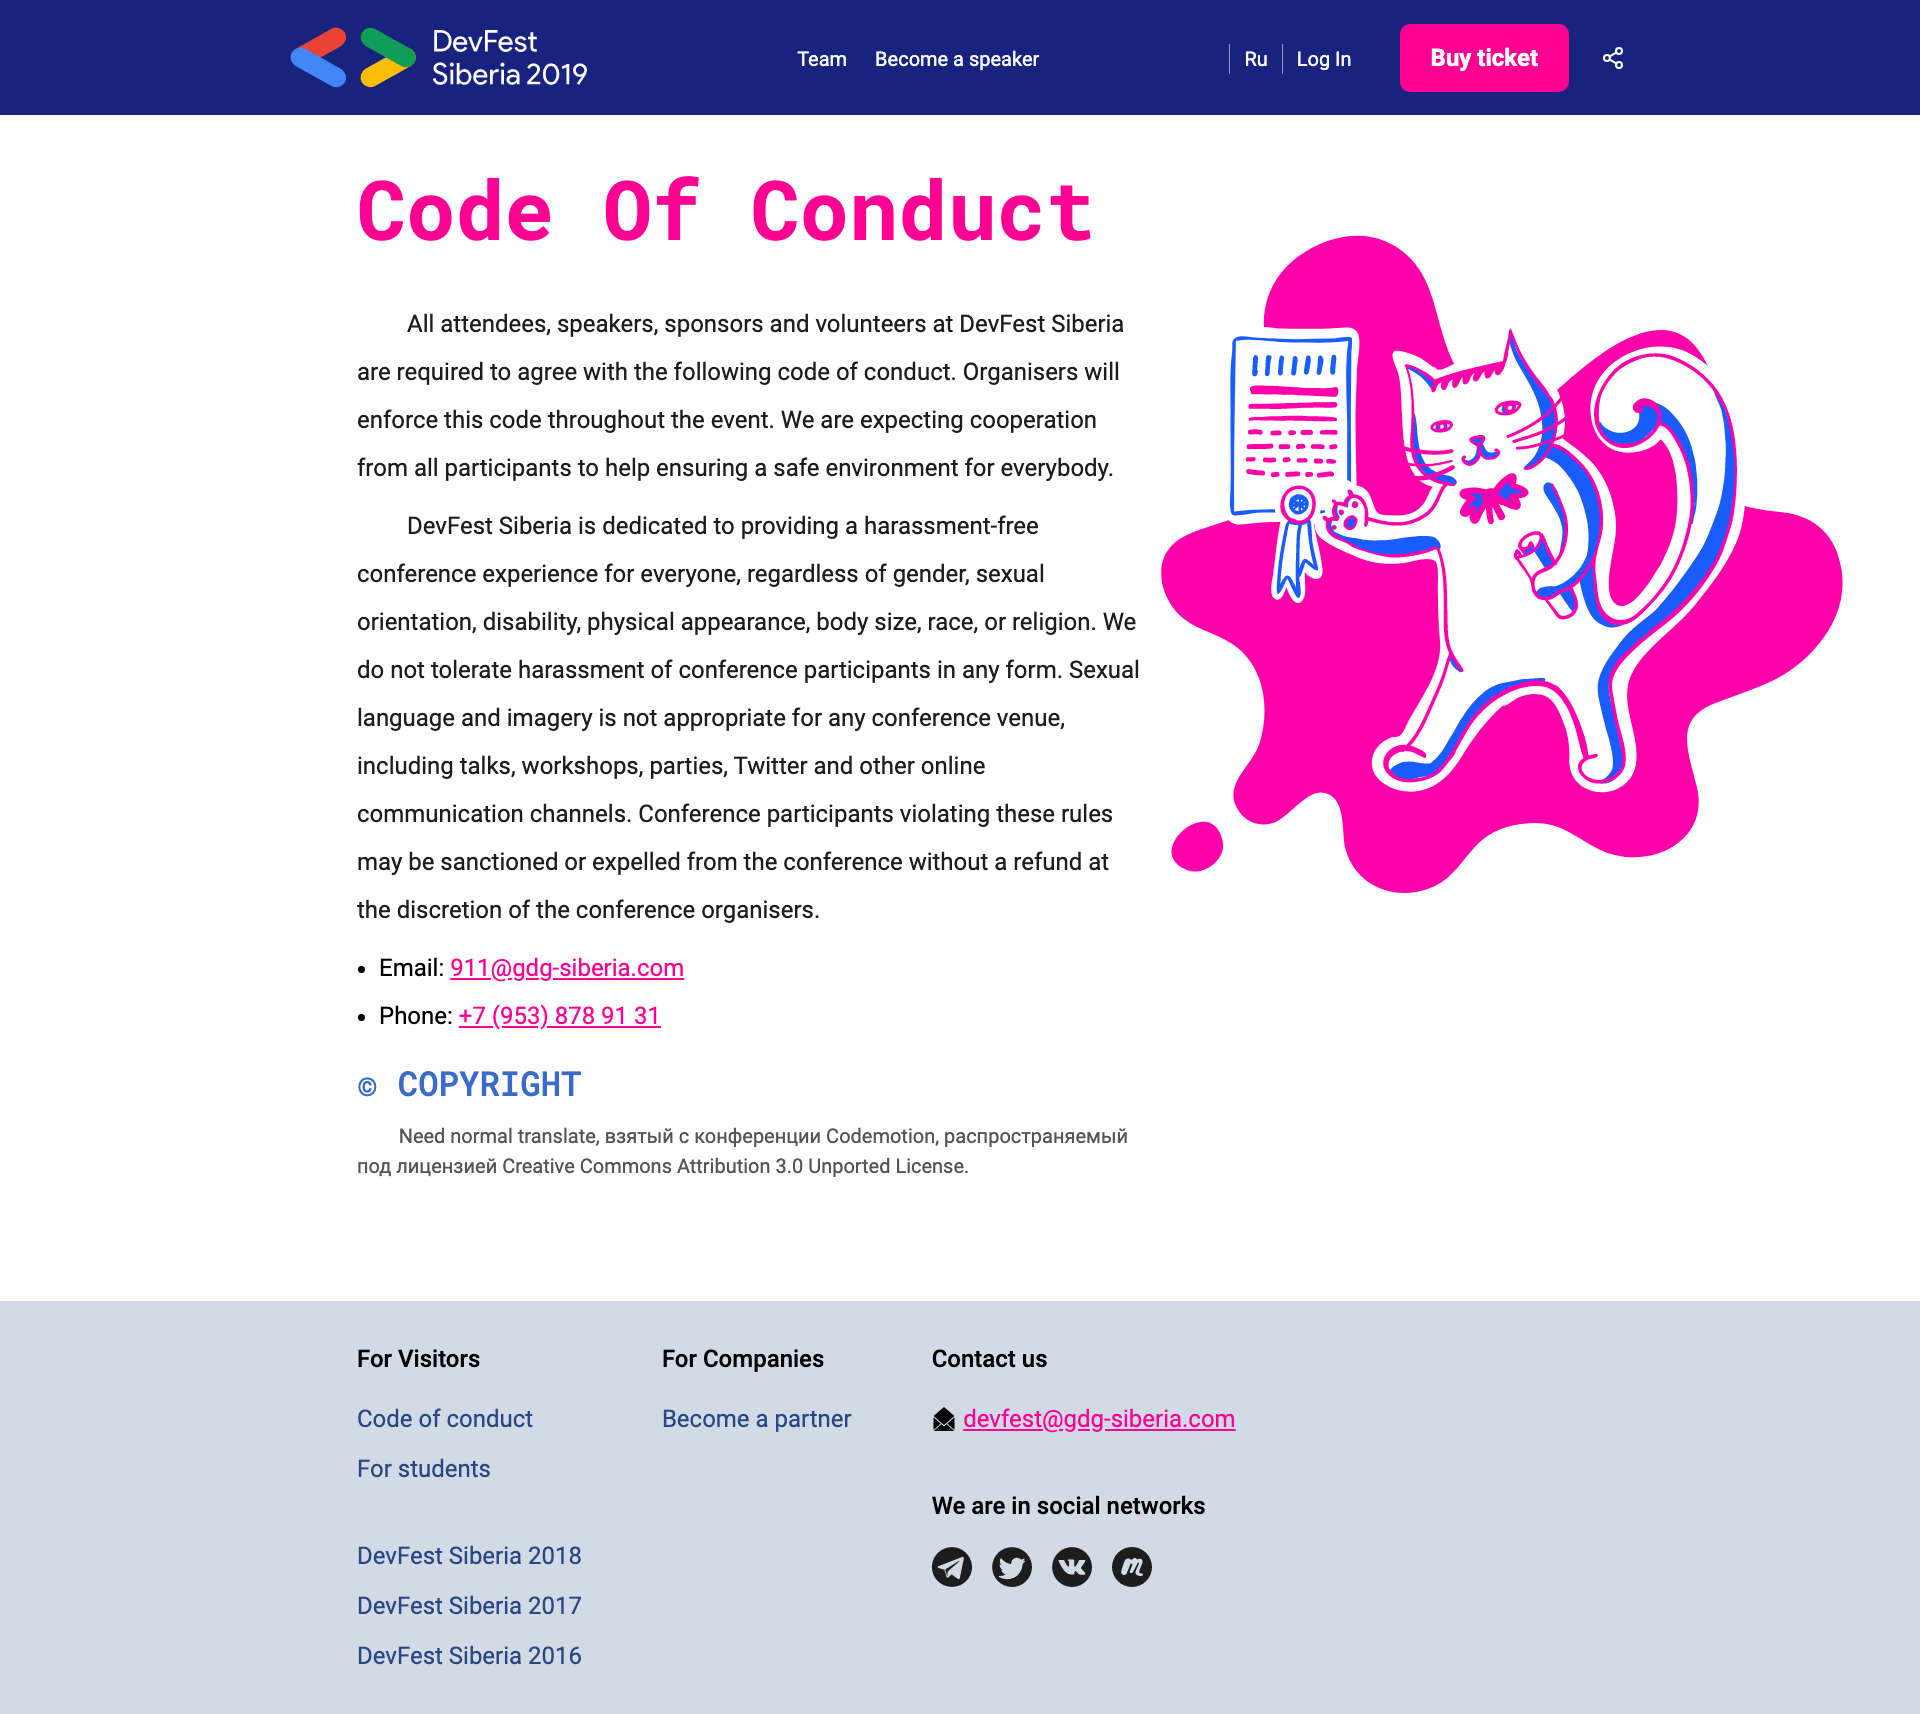 DevFest
Siberia 2019
Team
Become a speaker
Ru
Log In
Buy ticket
Code Of Conduct
All attendees, speakers, sponsors and volunteers at DevFest Siberia
are required to agree with the following code of conduct. Organisers will
enforce this code throughout the event. We are expecting cooperation
from all participants to help ensuring a safe environment for everybody.
DevFest Siberia is dedicated to providing a harassment-free
conference experience for everyone, regardless of gender, sexual
orientation, disability, physical appearance, body size, race, or religion. We
do not tolerate harassment of conference participants in any form. Sexual
language and imagery is not appropriate for any conference venue,
including talks, workshops, parties, Twitter and other online
communication channels. Conference participants violating these rules
may be sanctioned or expelled from the conference without a refund at
the discretion of the conference organisers.
• Email: 911@gdg-siberia.com
• Phone: +7 (953) 878 91 31
© COPYRIGHT
Need normal translate, взятый с конференции Codemotion, распространяемый
под лицензией Creative Commons Attribution 3.0 Unported License.
For Visitors
Code of conduct
For students
DevFest Siberia 2018
DevFest Siberia 2017
DevFest Siberia 2016
For Companies
Become a partner
Contact us
devfest@gdg-siberia.com
We are in social networks